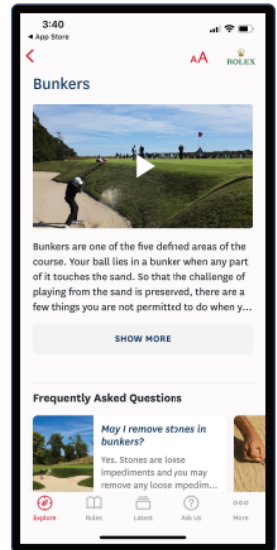 3:40
App Store
AA
ROLEX
Bunkers
Bunkers are one of the five defined areas of the
course. Your ball lies in a bunker when any part
of it touches the sand. So that the challenge of
playing from the sand is preserved, there are a
few things you are not permitted to do when y...
SHOW MORE
Frequently Asked Questions
May I remove stones in
bunkers?
Yes. Stones are loose
impediments and you may
remove any loose impedim...
Explore
Rules
Latest
Ask Us
More